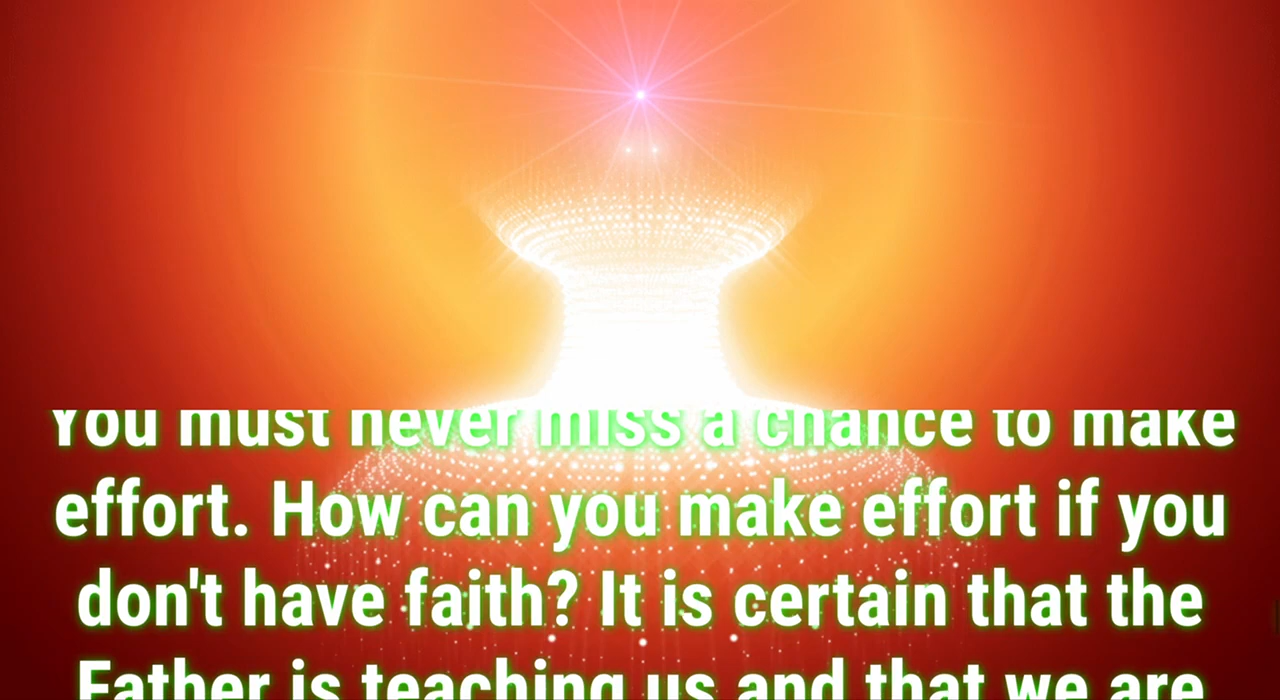 You must never miss a chance to make
effort. How can you make effort if you
don't have faith? It is certain that the
Father is teaching us and that we are